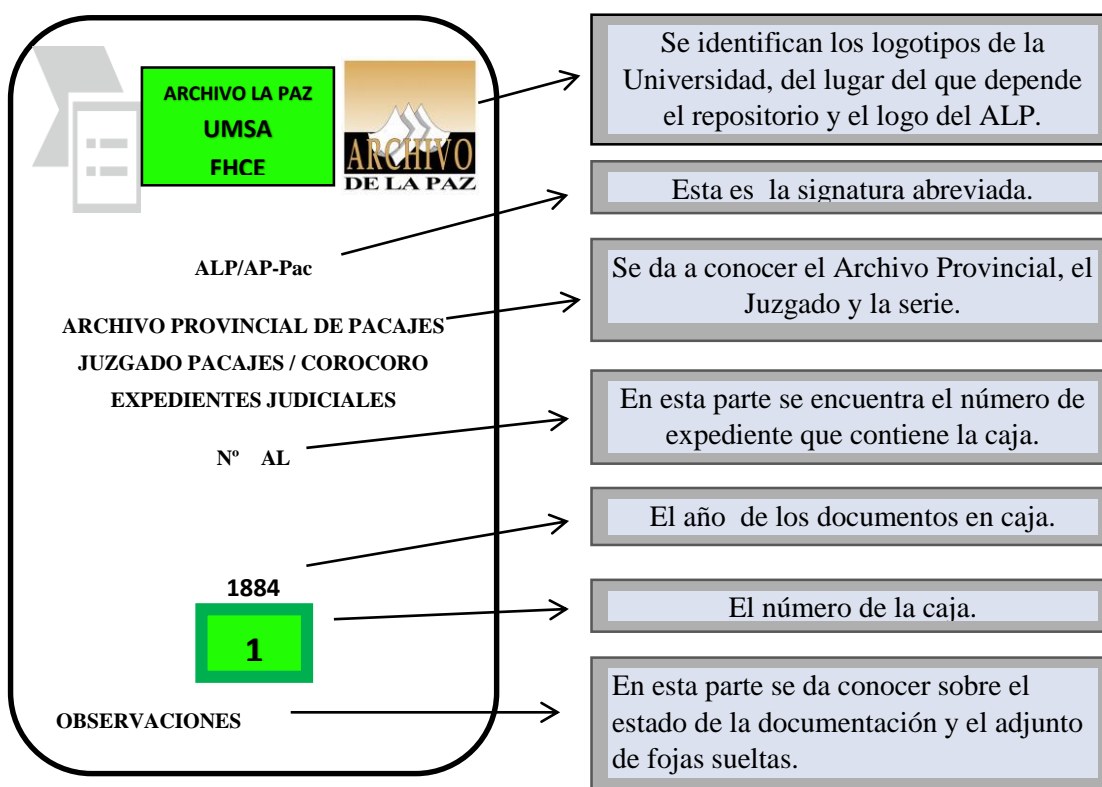 ARCHIVO LA PAZ
UMSA
FHCE
ARCHIVO
DE LA PAZ
ALP/AP-Pac
ARCHIVO PROVINCIAL DE PACAJES
JUZGADO PACAJES / COROCORO
EXPEDIENTES JUDICIALES
Nº AL
1884
1
OBSERVACIONES
Se identifican los logotipos de la
Universidad, del lugar del que depende
el repositorio y el logo del ALP.
Esta es la signatura abreviada.
Se da a conocer el Archivo Provincial, el
Juzgado y la serie.
En esta parte se encuentra el número de
expediente que contiene la caja.
El año de los documentos en caja.
El número de la caja.
En esta parte se da conocer sobre el
estado de la documentación y el adjunto
de fojas sueltas.